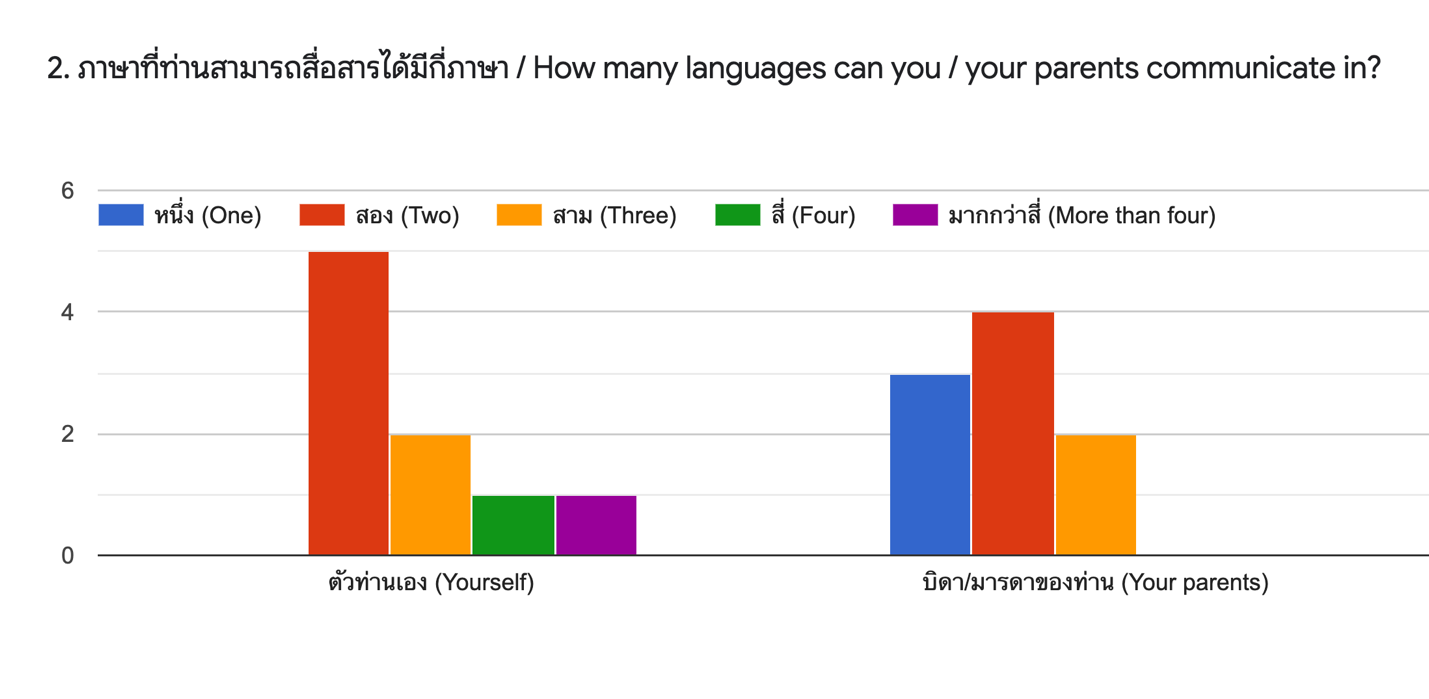 2. ภาษาที่ท่านสามารถสื่อสารได้มีกี่ภาษา / How many languages can you / your parents communicate in?
6
หนึ่ง (One) สอง (Two) สาม (Three) สี่ (Four) มากกว่าสี่ (More than four)
4
2
0
ตัวท่านเอง (Yourself) บิดา/มารดาของท่าน (Your parents)